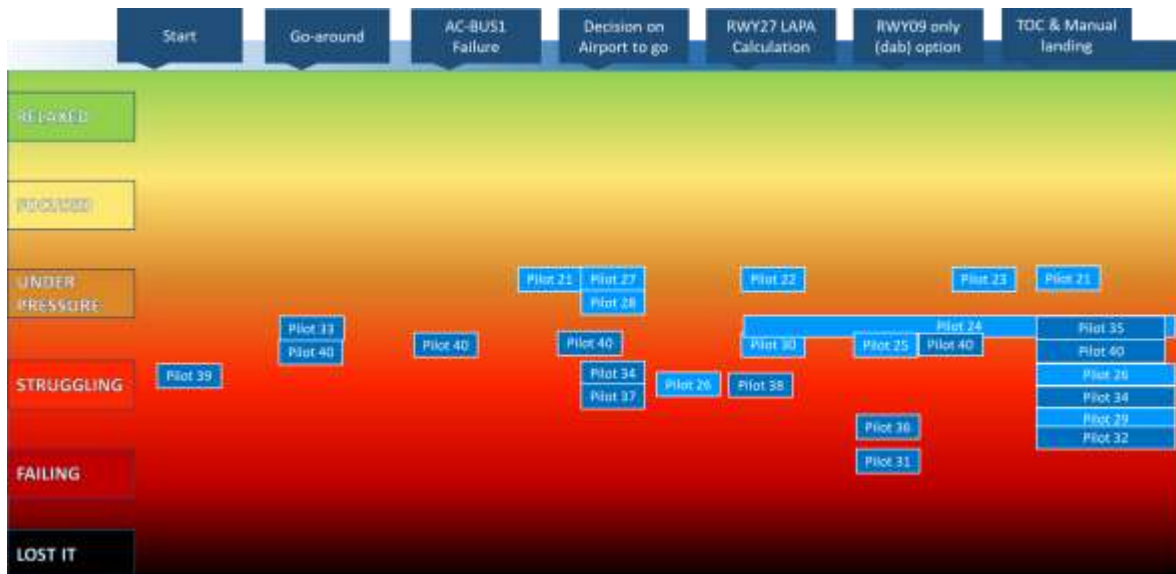 Start
Go-around
AC-BUS1
Failure
Decision on
Airport to go
RWY27 LAPA
Calculation
RWY09 only
(dab) option
TOC & Manual
landing
RELAXED
FOCUSED
UNDER
PRESSURE
Pilot 21
Pilot 27
Pilot 22
Pilot 23
Pilot 21
Pilot 28
Pilot 33
Pilot 24
Pilot 35
Pilot 40
Pilot 40
Pilot 40
Pilot 30
Pilot 25
Pilot 40
Pilot 40
STRUGGLING
Pilot 39
Pilot 34
Pilot 26
Pilot 37
Pilot 26
Pilot 38
Pilot 34
Pilot 29
Pilot 36
Pilot 32
FAILING
Pilot 31
LOST IT